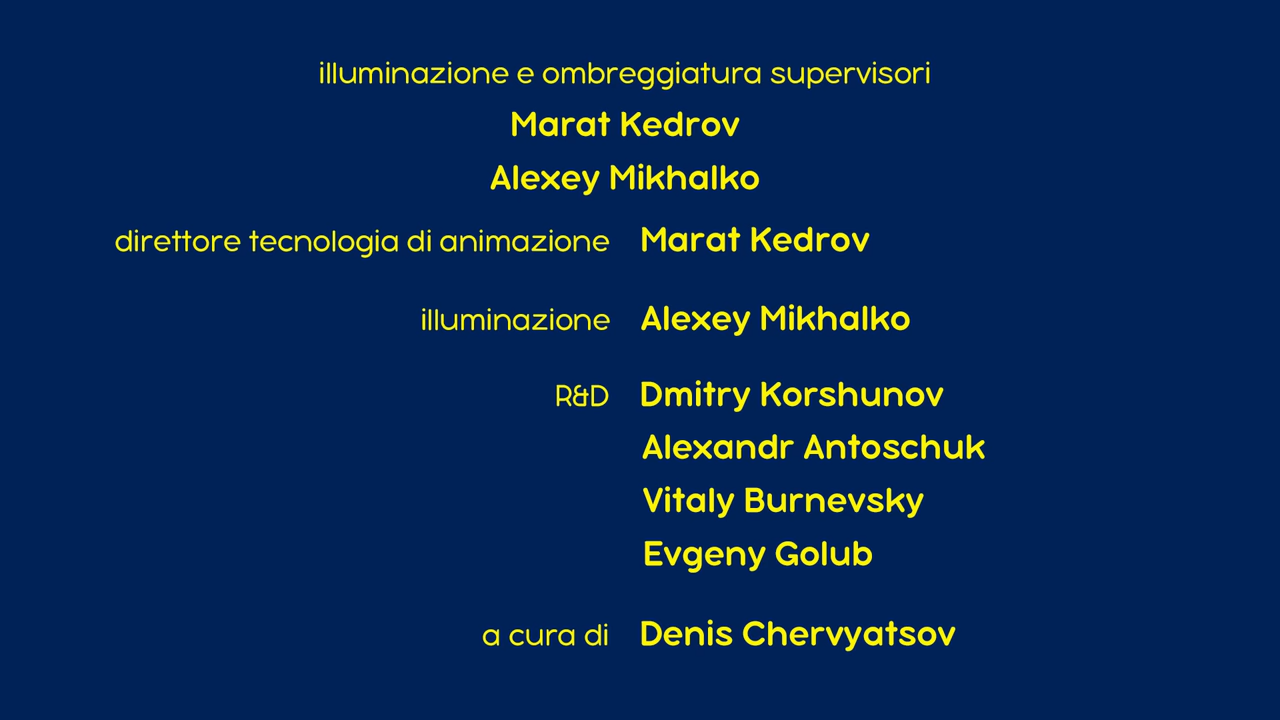 illuminazione e ombreggiatura supervisori
Marat Kedrov
Alexey Mikhalko
direttore tecnologia di animazione Marat Kedrov
illuminazione Alexey Mikhalko
R&D Dmitry Korshunov
Alexandr Antoschuk
Vitaly Burnevsky
Evgeny Golub
a cura di Denis Chervyatsov